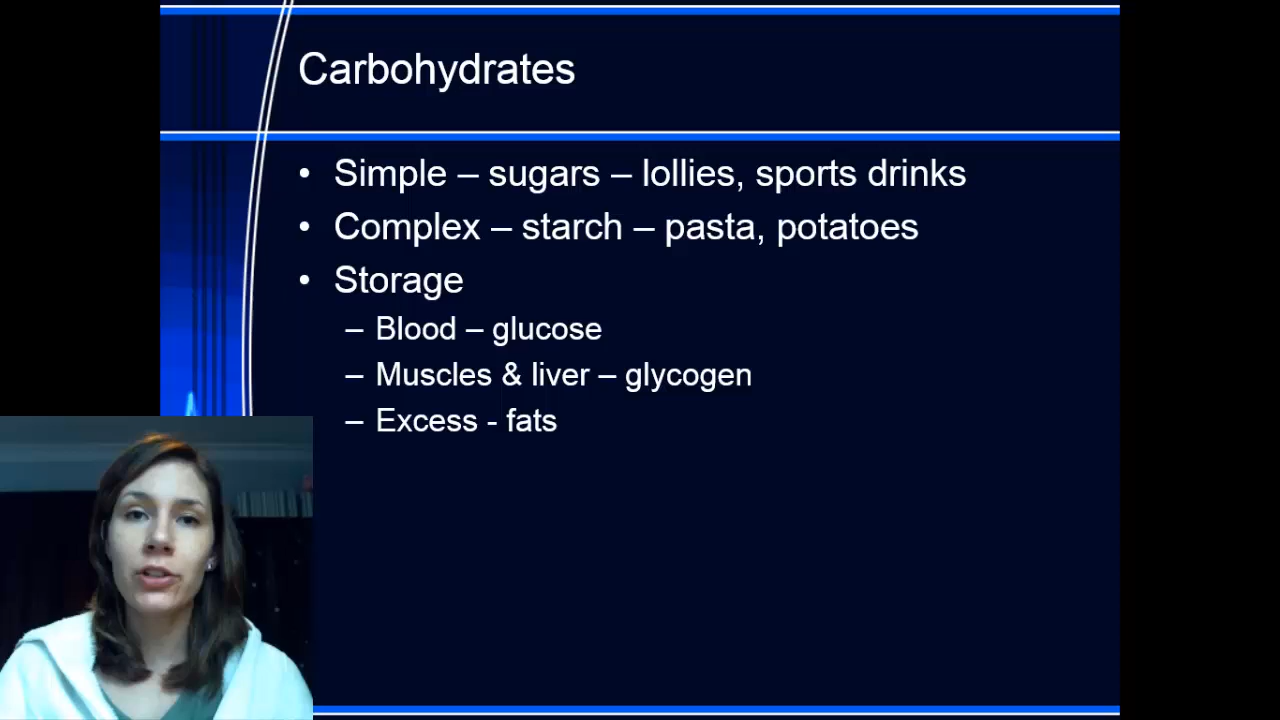 Carbohydrates
• Simple – sugars – lollies, sports drinks
• Complex – starch – pasta, potatoes
• Storage
– Blood – glucose
– Muscles & liver – glycogen
– Excess - fats